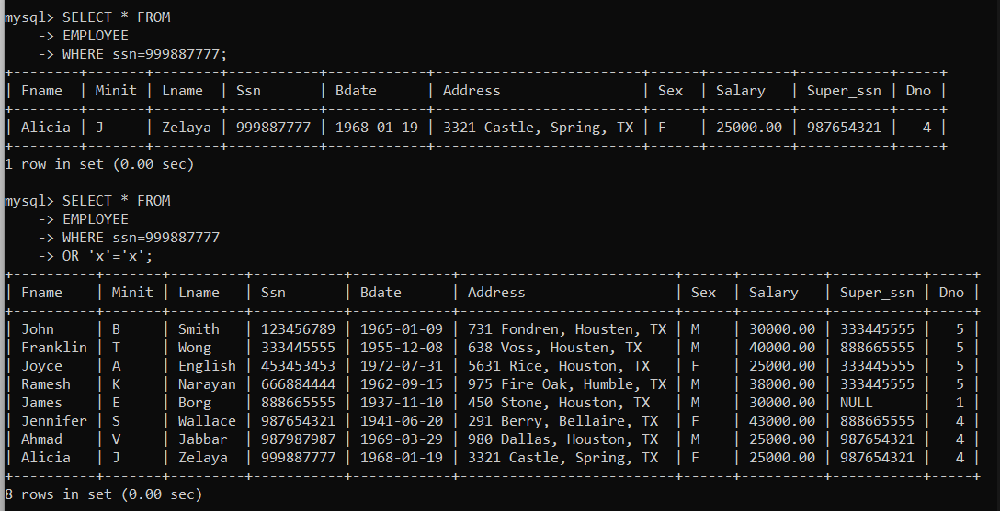 mysql> SELECT * FROM
    -> EMPLOYEE
    -> WHERE ssn=999887777;
+--------+-------+--------+-----------+------------+-------------------------+------+----------+-----------+-----+
| Fname  | Minit | Lname  | Ssn       | Bdate      | Address                 | Sex  | Salary   | Super_ssn | Dno |
+--------+-------+--------+-----------+------------+-------------------------+------+----------+-----------+-----+
| Alicia | J     | Zelaya | 999887777 | 1968-01-19 | 3321 Castle, Spring, TX | F    | 25000.00 | 987654321 |   4 |
+--------+-------+--------+-----------+------------+-------------------------+------+----------+-----------+-----+
1 row in set (0.00 sec)

mysql> SELECT * FROM
    -> EMPLOYEE
    -> WHERE ssn=999887777
    -> OR 'x'='x';
+----------+-------+---------+-----------+------------+--------------------------+------+----------+-----------+-----+
| Fname    | Minit | Lname   | Ssn       | Bdate      | Address                  | Sex  | Salary   | Super_ssn | Dno |
+----------+-------+---------+-----------+------------+--------------------------+------+----------+-----------+-----+
| John     | B     | Smith   | 123456789 | 1965-01-09 | 731 Fondren, Housten, TX | M    | 30000.00 | 333445555 |   5 |
| Franklin | T     | Wong    | 333445555 | 1955-12-08 | 638 Voss, Housten, TX    | M    | 40000.00 | 888665555 |   5 |
| Joyce    | A     | English | 453453453 | 1972-07-31 | 5631 Rice, Houston, TX   | F    | 25000.00 | 333445555 |   5 |
| Ramesh   | K     | Narayan | 666884444 | 1962-09-15 | 975 Fire Oak, Humble, TX | M    | 38000.00 | 333445555 |   5 |
| James    | E     | Borg    | 888665555 | 1937-11-10 | 450 Stone, Houston, TX   | M    | 30000.00 | NULL      |   1 |
| Jennifer | S     | Wallace | 987654321 | 1941-06-20 | 291 Berry, Bellaire, TX  | F    | 43000.00 | 888665555 |   4 |
| Ahmad    | V     | Jabbar  | 987987987 | 1969-03-29 | 980 Dallas, Houston, TX  | M    | 25000.00 | 987654321 |   4 |
| Alicia   | J     | Zelaya  | 999887777 | 1968-01-19 | 3321 Castle, Spring, TX  | F    | 25000.00 | 987654321 |   4 |
+----------+-------+---------+-----------+------------+--------------------------+------+----------+-----------+-----+
8 rows in set (0.00 sec)